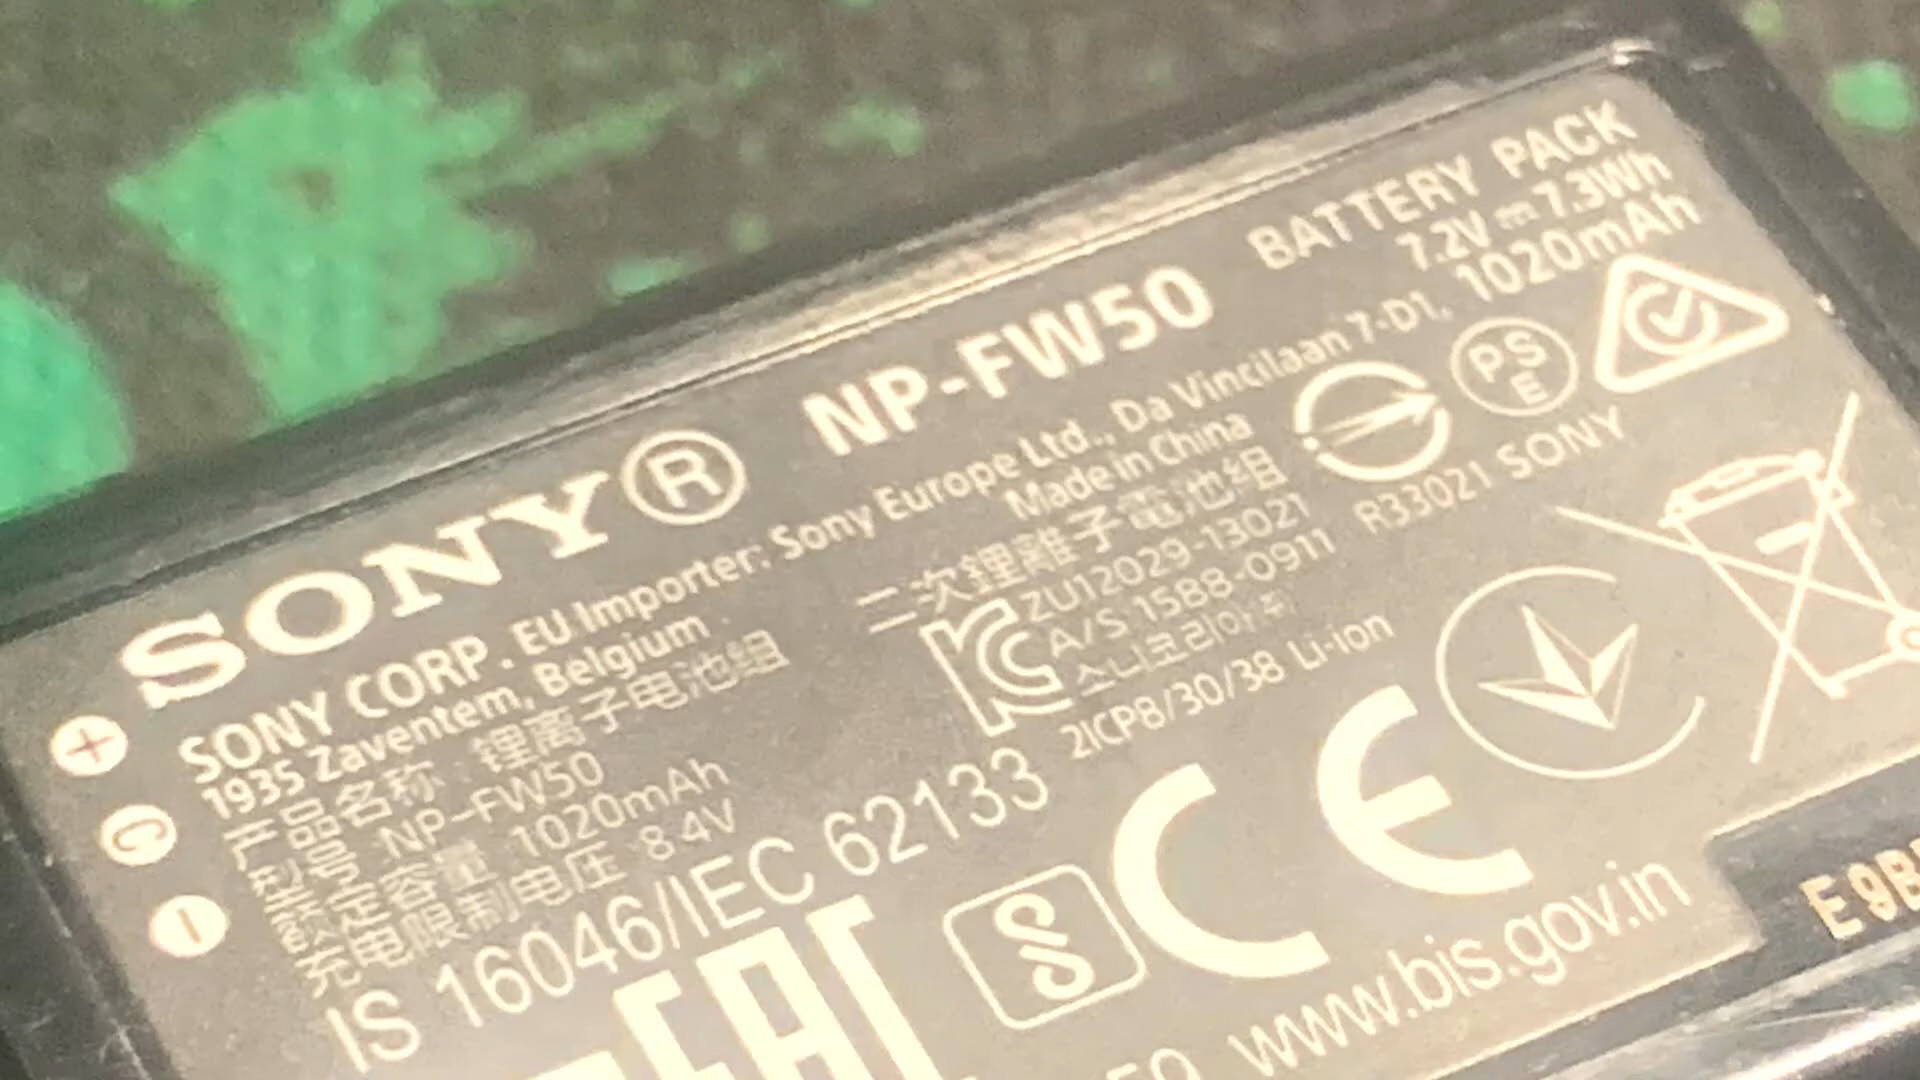 SONY® NP-FW50 BATTERY PACK
7.2V ⎓ 7.3Wh
1020mAh
SONY CORP. EU Importer: Sony Europe Ltd., Da Vincilaan 7-D1,
1935 Zaventem, Belgium
Made in China
产品名称 : 锂离子电池组
型号 :NP-FW50
额定容量 1020mAh
充电限制电压 8.4V
二次鋰離子電池組
ZU12029-13021
A/S 1588-0911
소니코리아㈜
R33021 SONY
PSE
2ICP8/30/38 Li-ion
IS 16046/IEC 62133
EAC
CE
www.bis.gov.in
+
C
-